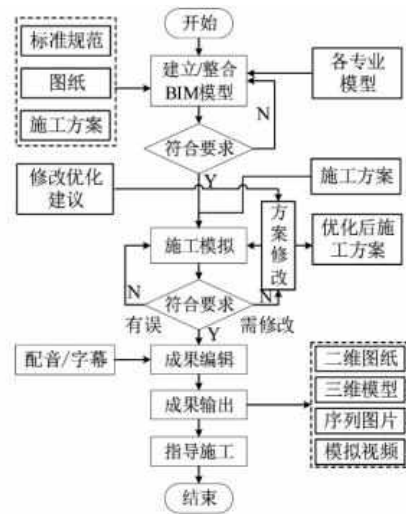 开始
标准规范
图纸
施工方案
建立/整合
BIM模型
各专业
模型
N
符合要求
Y
修改优化
建议
施工方案
方案修改
优化后施
工方案
施工模拟
N
符合要求
N
有误
Y
需修改
配音/字幕
成果编辑
成果输出
指导施工
结束
二维图纸
三维模型
序列图片
模拟视频